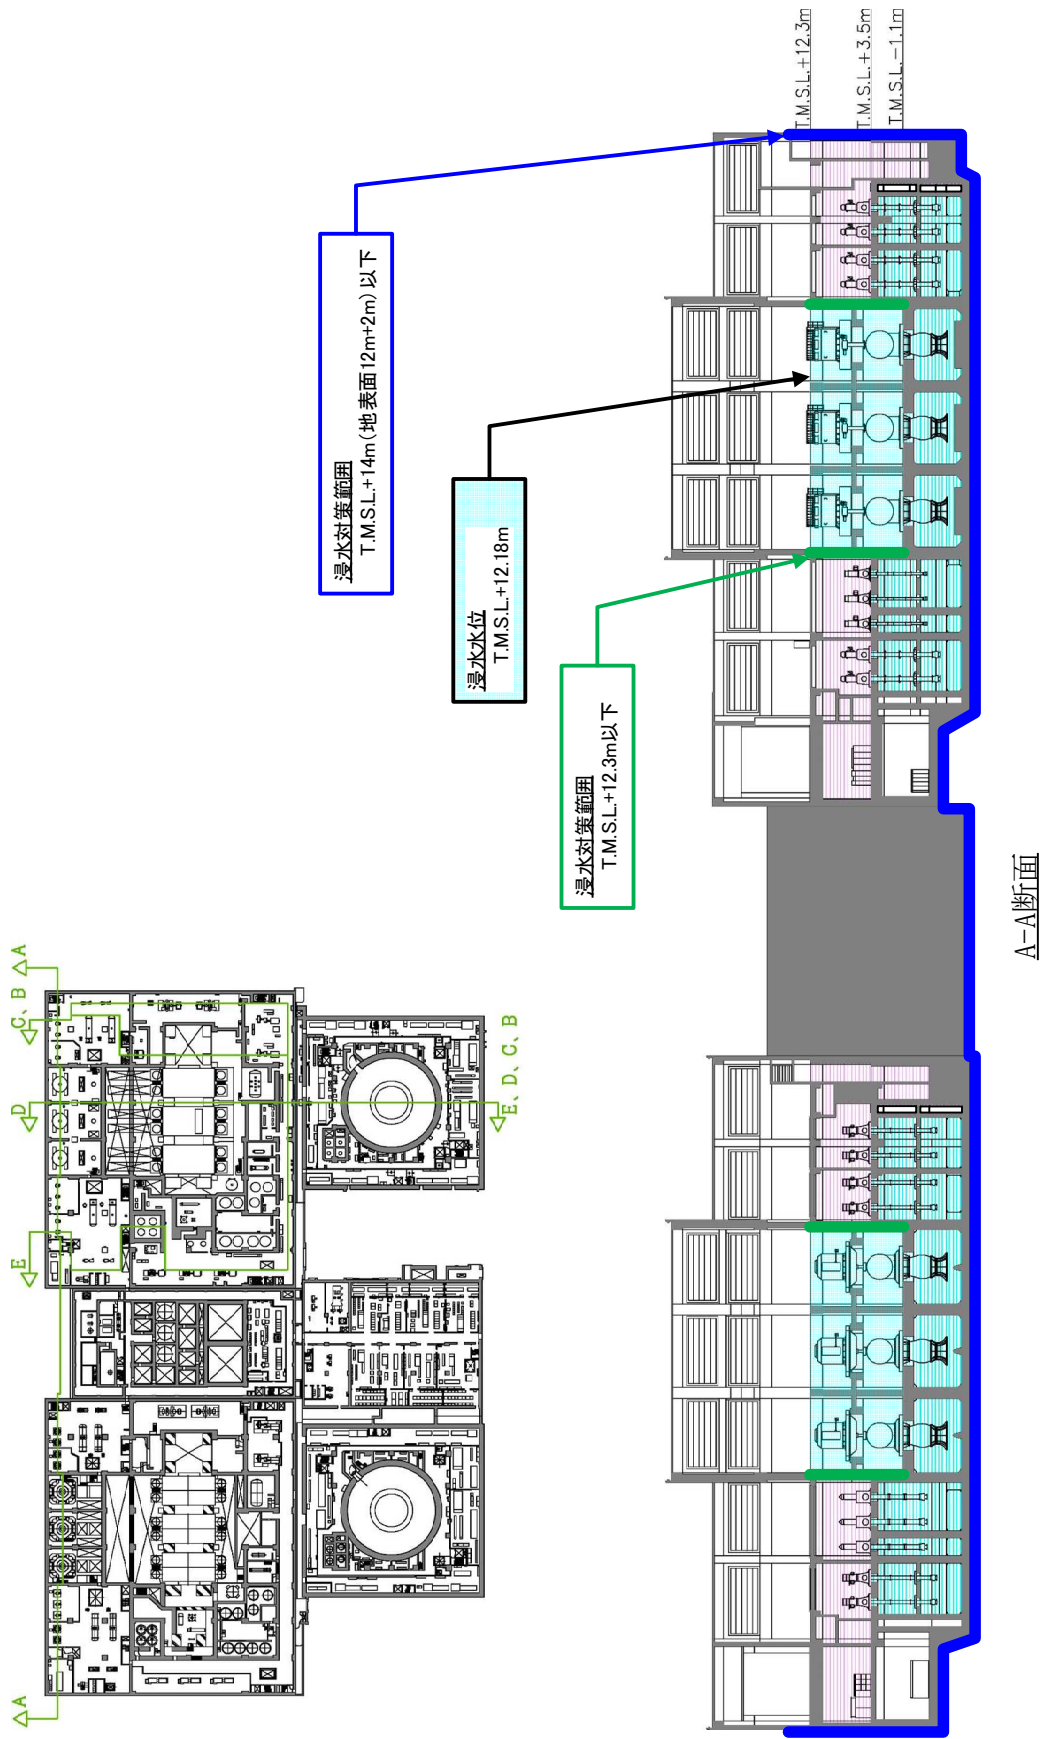 浸水対策範囲
T.M.S.L.+14m(地表面12m+2m)以下
浸水水位
T.M.S.L.+12.18m
浸水対策範囲
T.M.S.L.+12.3m以下
T.M.S.L.+12.3m
T.M.S.L.+3.5m
T.M.S.L.-1.1m
A
E
D
C、B
A
E、D、C、B
A-A断面